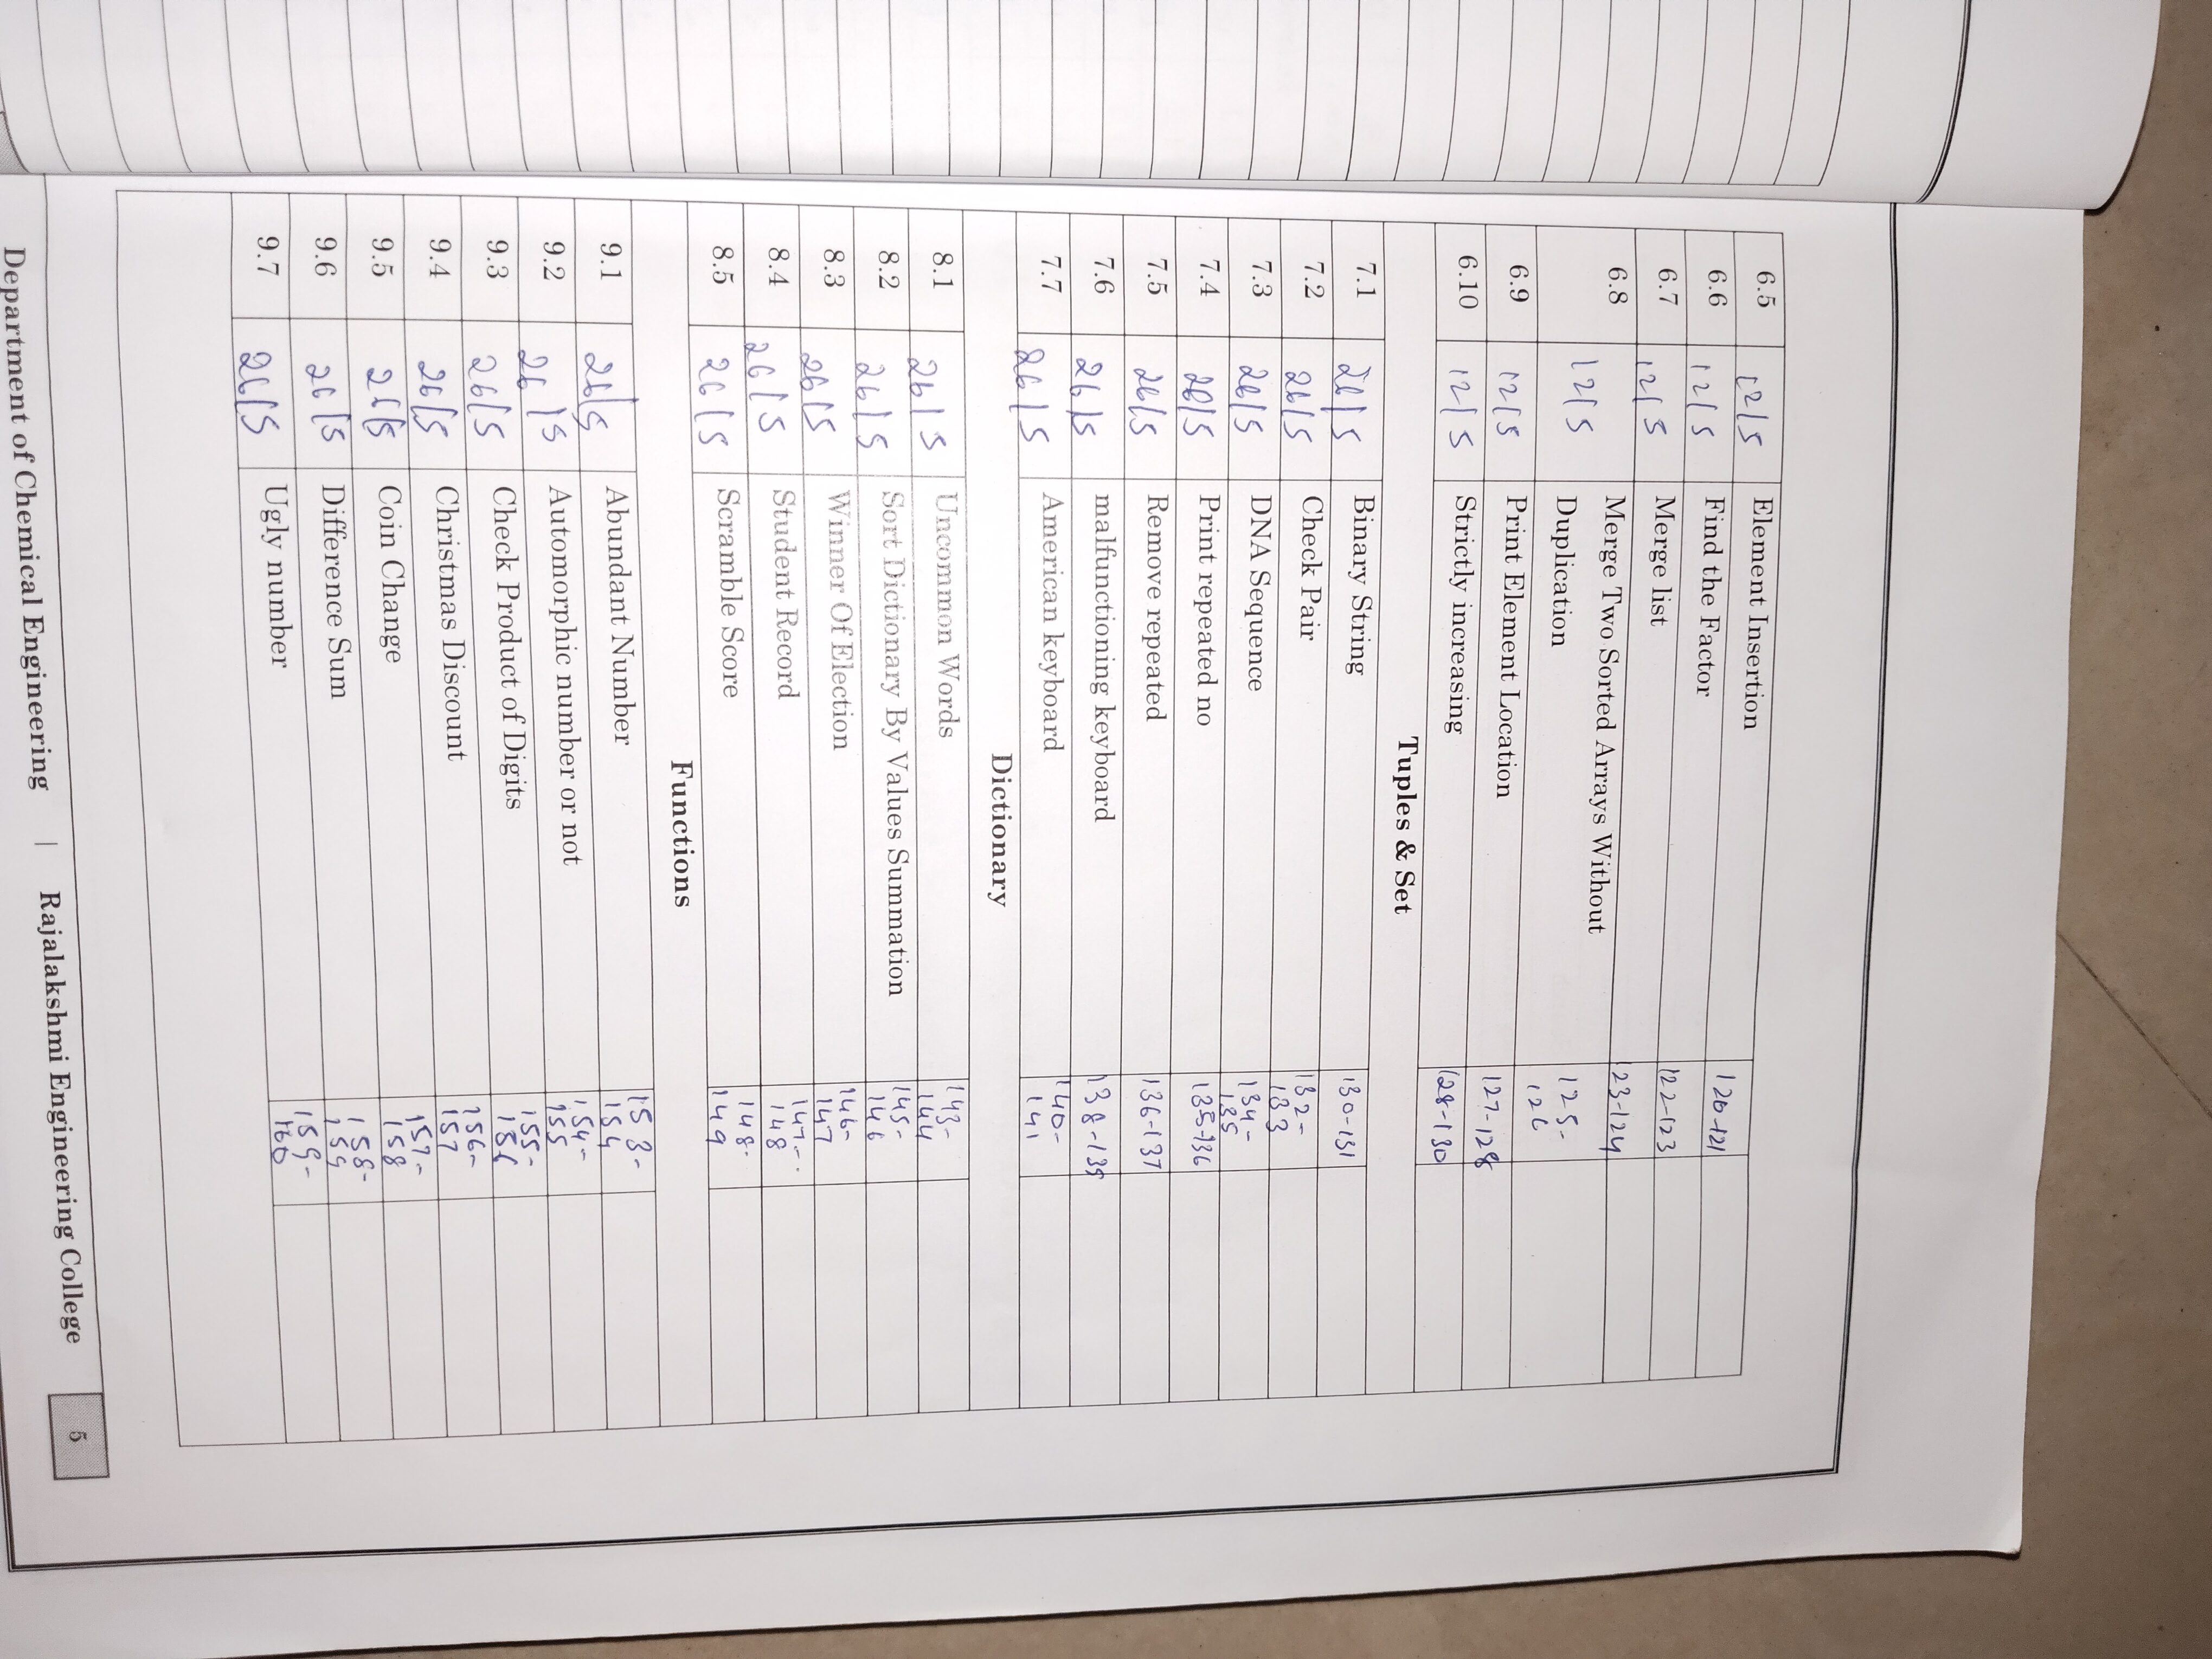 6.5 12/5 Element Insertion 120-121
6.6 12/5 Find the Factor 122-123
6.7 12/5 Merge list 123-124
6.8 12/5 Merge Two Sorted Arrays Without 125-
Duplication 126
6.9 12/5 Print Element Location 127-128
6.10 12/5 Strictly increasing 128-130
Tuples & Set
7.1 26/5 Binary String 130-131
7.2 26/5 Check Pair 132-
133
7.3 26/5 DNA Sequence 134-
135
7.4 26/5 Print repeated no 135-136
7.5 26/5 Remove repeated 136-137
7.6 26/5 malfunctioning keyboard 138-139
7.7 26/5 American keyboard 140-
141
Dictionary
8.1 26/5 Uncommon Words 143-
144
8.2 26/5 Sort Dictionary By Values Summation 145-
146
8.3 26/5 Winner Of Election 146-
147
8.4 26/5 Student Record 147-
148
8.5 26/5 Scramble Score 148-
149
Functions
9.1 26/5 Abundant Number 153-
154
9.2 26/5 Automorphic number or not 154-
155
9.3 26/5 Check Product of Digits 155-
156
9.4 26/5 Christmas Discount 156-
157
9.5 26/5 Coin Change 157-
158
9.6 26/5 Difference Sum 158-
159
9.7 26/5 Ugly number 159-
160
Department of Chemical Engineering | Rajalakshmi Engineering College 5